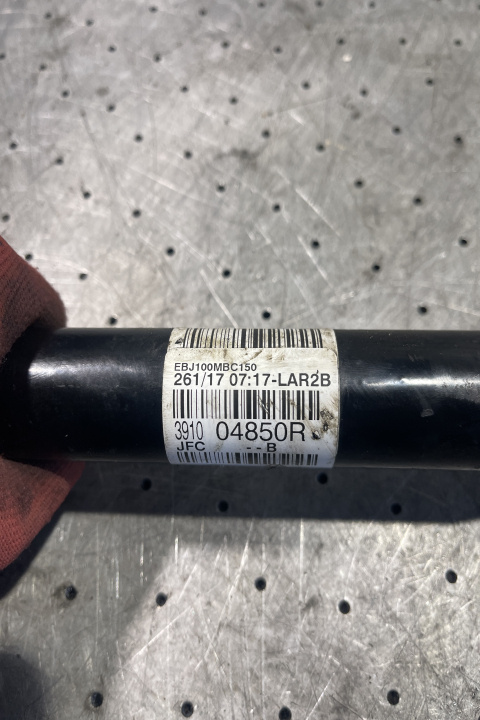 EBJ100MBC150
261/17 07:17-LAR2B
3910 04850R
JFC --B